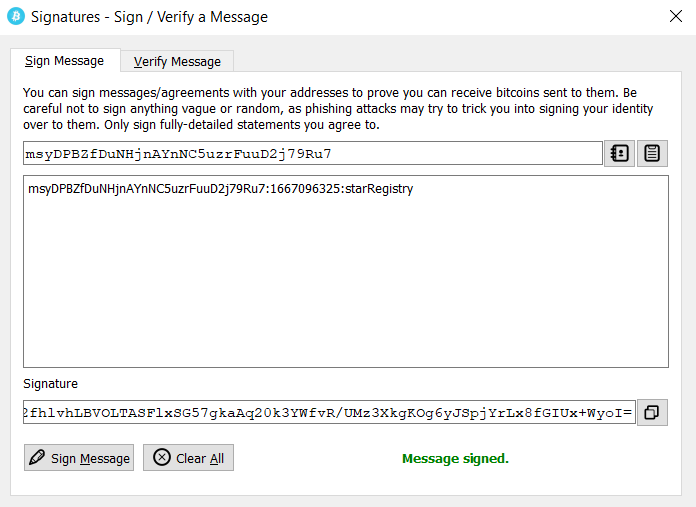 Signatures - Sign / Verify a Message
Sign Message
Verify Message
You can sign messages/agreements with your addresses to prove you can receive bitcoins sent to them. Be
careful not to sign anything vague or random, as phishing attacks may try to trick you into signing your identity
over to them. Only sign fully-detailed statements you agree to.
msyDPBZfDuNHjnAYnNC5uzrFuuD2j79Ru7
msyDPBZfDuNHjnAYnNC5uzrFuuD2j79Ru7:1667096325:starRegistry
Signature
2fhlvhLBVOLTASFlxSG57gkaAq20k3YWfvR/UMz3XkgKOg6yJSpjYrLx8fGIUx+WyoI=
Sign Message
Clear All
Message signed.